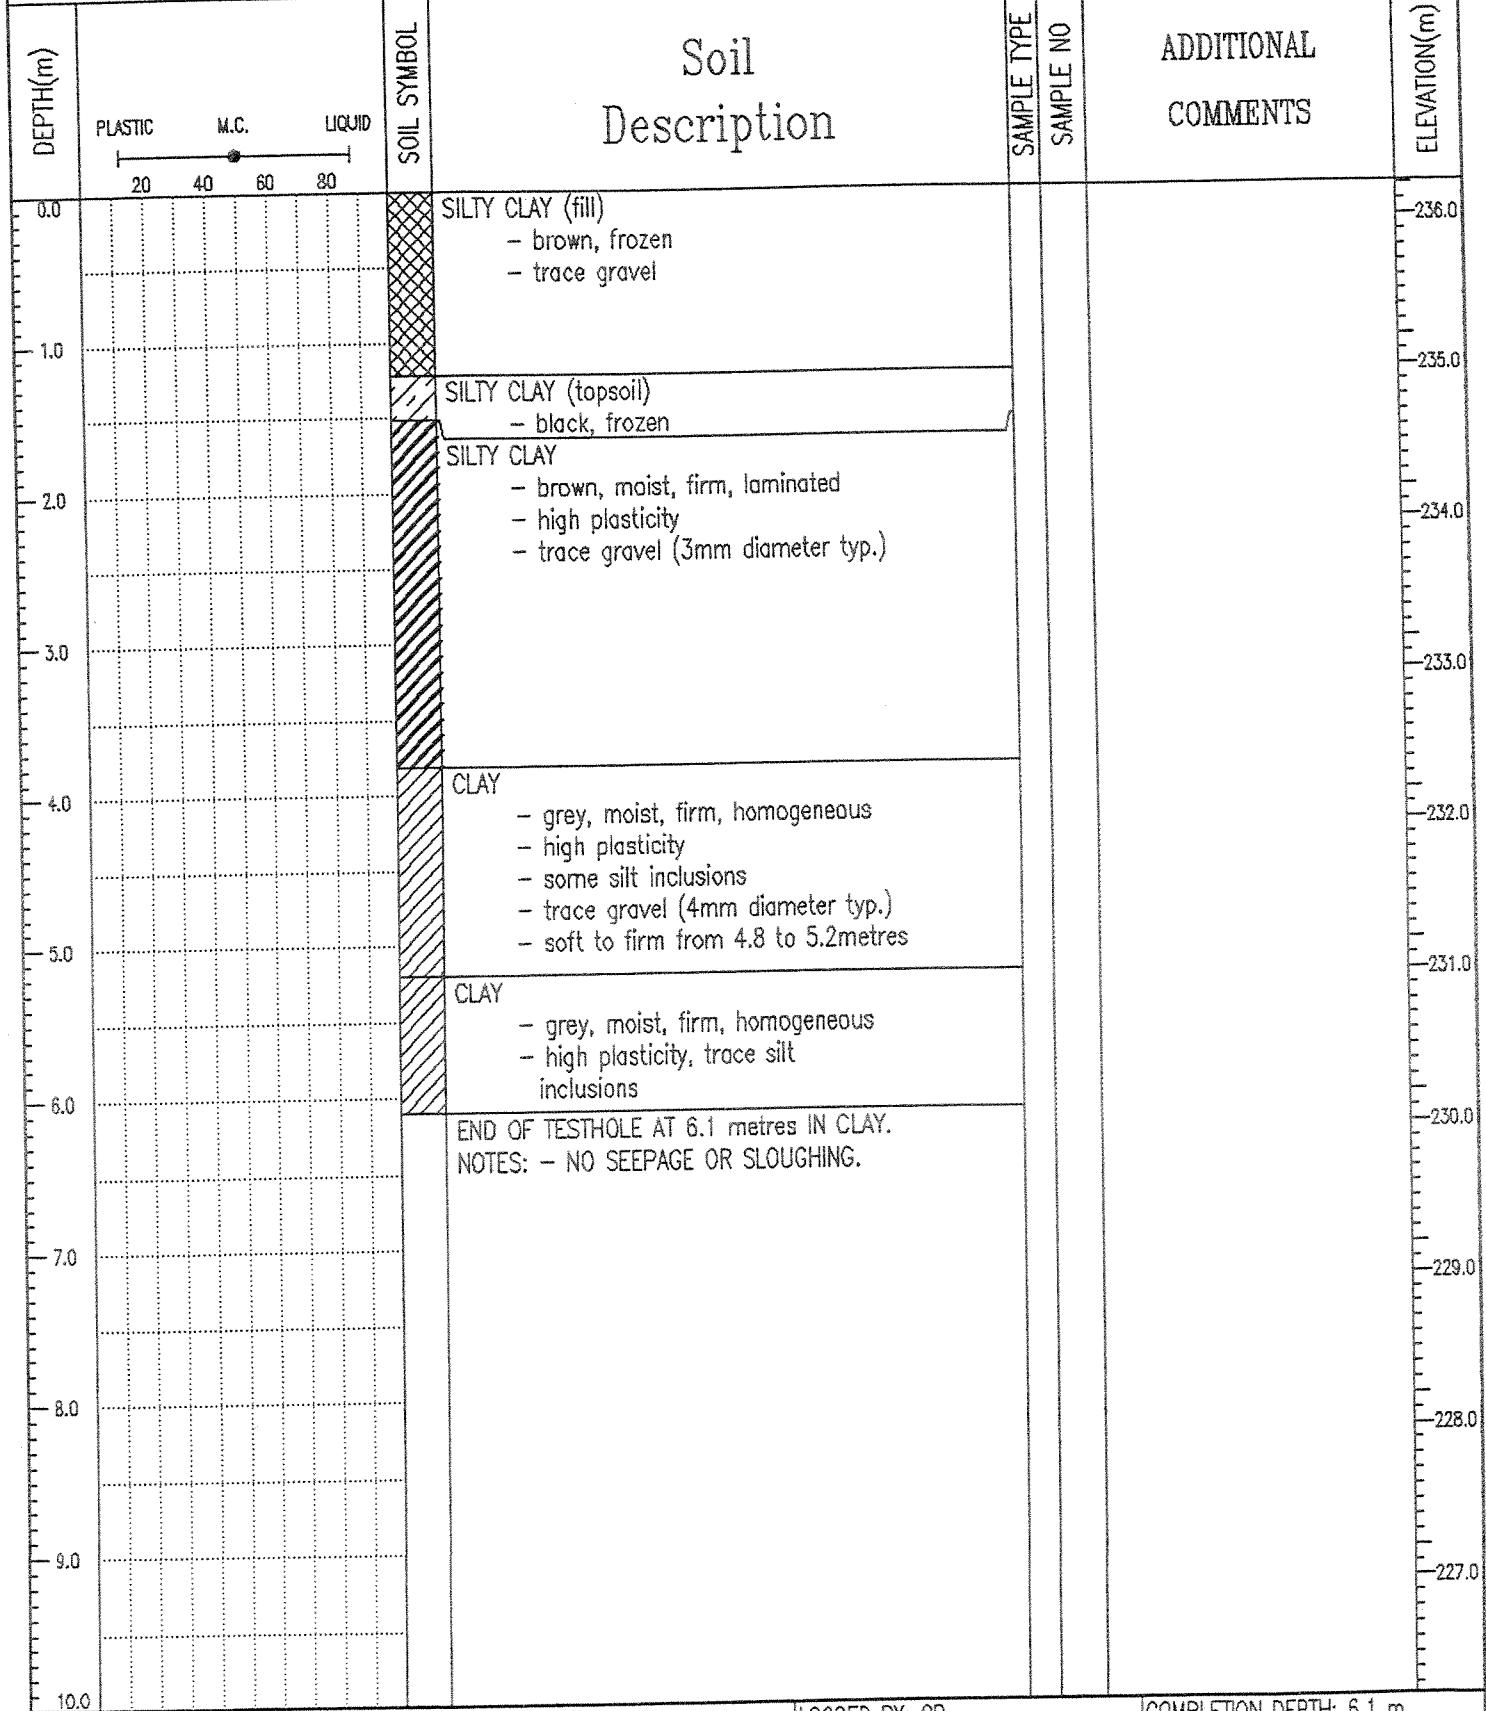 DEPTH(m)
PLASTIC M.C. LIQUID
20 40 60 80
SOIL SYMBOL
Soil
Description
SAMPLE TYPE
SAMPLE NO
ADDITIONAL
COMMENTS
ELEVATION(m)
0.0
1.0
2.0
3.0
4.0
5.0
6.0
7.0
8.0
9.0
10.0
SILTY CLAY (fill)
- brown, frozen
- trace gravel
SILTY CLAY (topsoil)
- black, frozen
SILTY CLAY
- brown, moist, firm, laminated
- high plasticity
- trace gravel (3mm diameter typ.)
CLAY
- grey, moist, firm, homogeneous
- high plasticity
- some silt inclusions
- trace gravel (4mm diameter typ.)
- soft to firm from 4.8 to 5.2metres
CLAY
- grey, moist, firm, homogeneous
- high plasticity, trace silt
inclusions
END OF TESTHOLE AT 6.1 metres IN CLAY.
NOTES: - NO SEEPAGE OR SLOUGHING.
236.0
235.0
234.0
233.0
232.0
231.0
230.0
229.0
228.0
227.0
COMPLETION DEPTH: 6.1 m